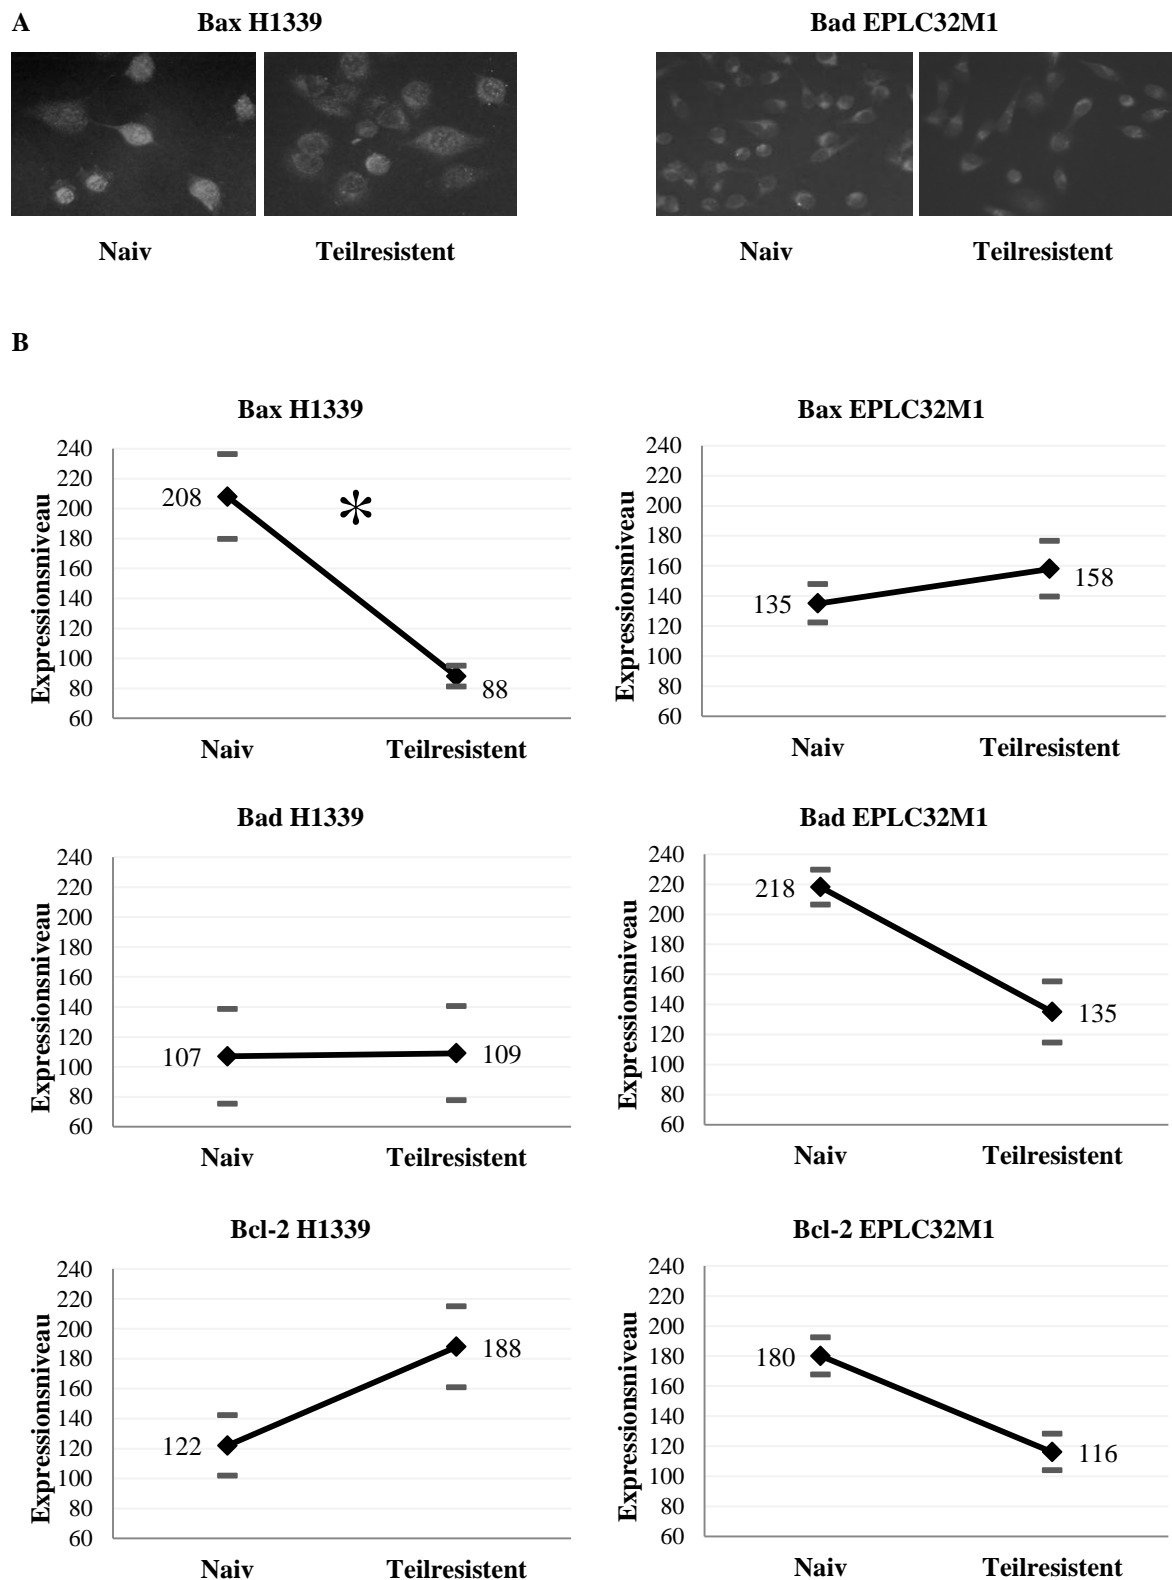 A
Bax H1339
Bad EPLC32M1
Naiv
Teilresistent
Naiv
Teilresistent
B
Bax H1339
Expressionsniveau
240
220
200
180
160
140
120
100
80
60
208
*
88
Naiv
Teilresistent
Bax EPLC32M1
Expressionsniveau
240
220
200
180
160
140
120
100
80
60
135
158
Naiv
Teilresistent
Bad H1339
Expressionsniveau
240
220
200
180
160
140
120
100
80
60
107
109
Naiv
Teilresistent
Bad EPLC32M1
Expressionsniveau
240
220
200
180
160
140
120
100
80
60
218
135
Naiv
Teilresistent
Bcl-2 H1339
Expressionsniveau
240
220
200
180
160
140
120
100
80
60
122
188
Naiv
Teilresistent
Bcl-2 EPLC32M1
Expressionsniveau
240
220
200
180
160
140
120
100
80
60
180
116
Naiv
Teilresistent